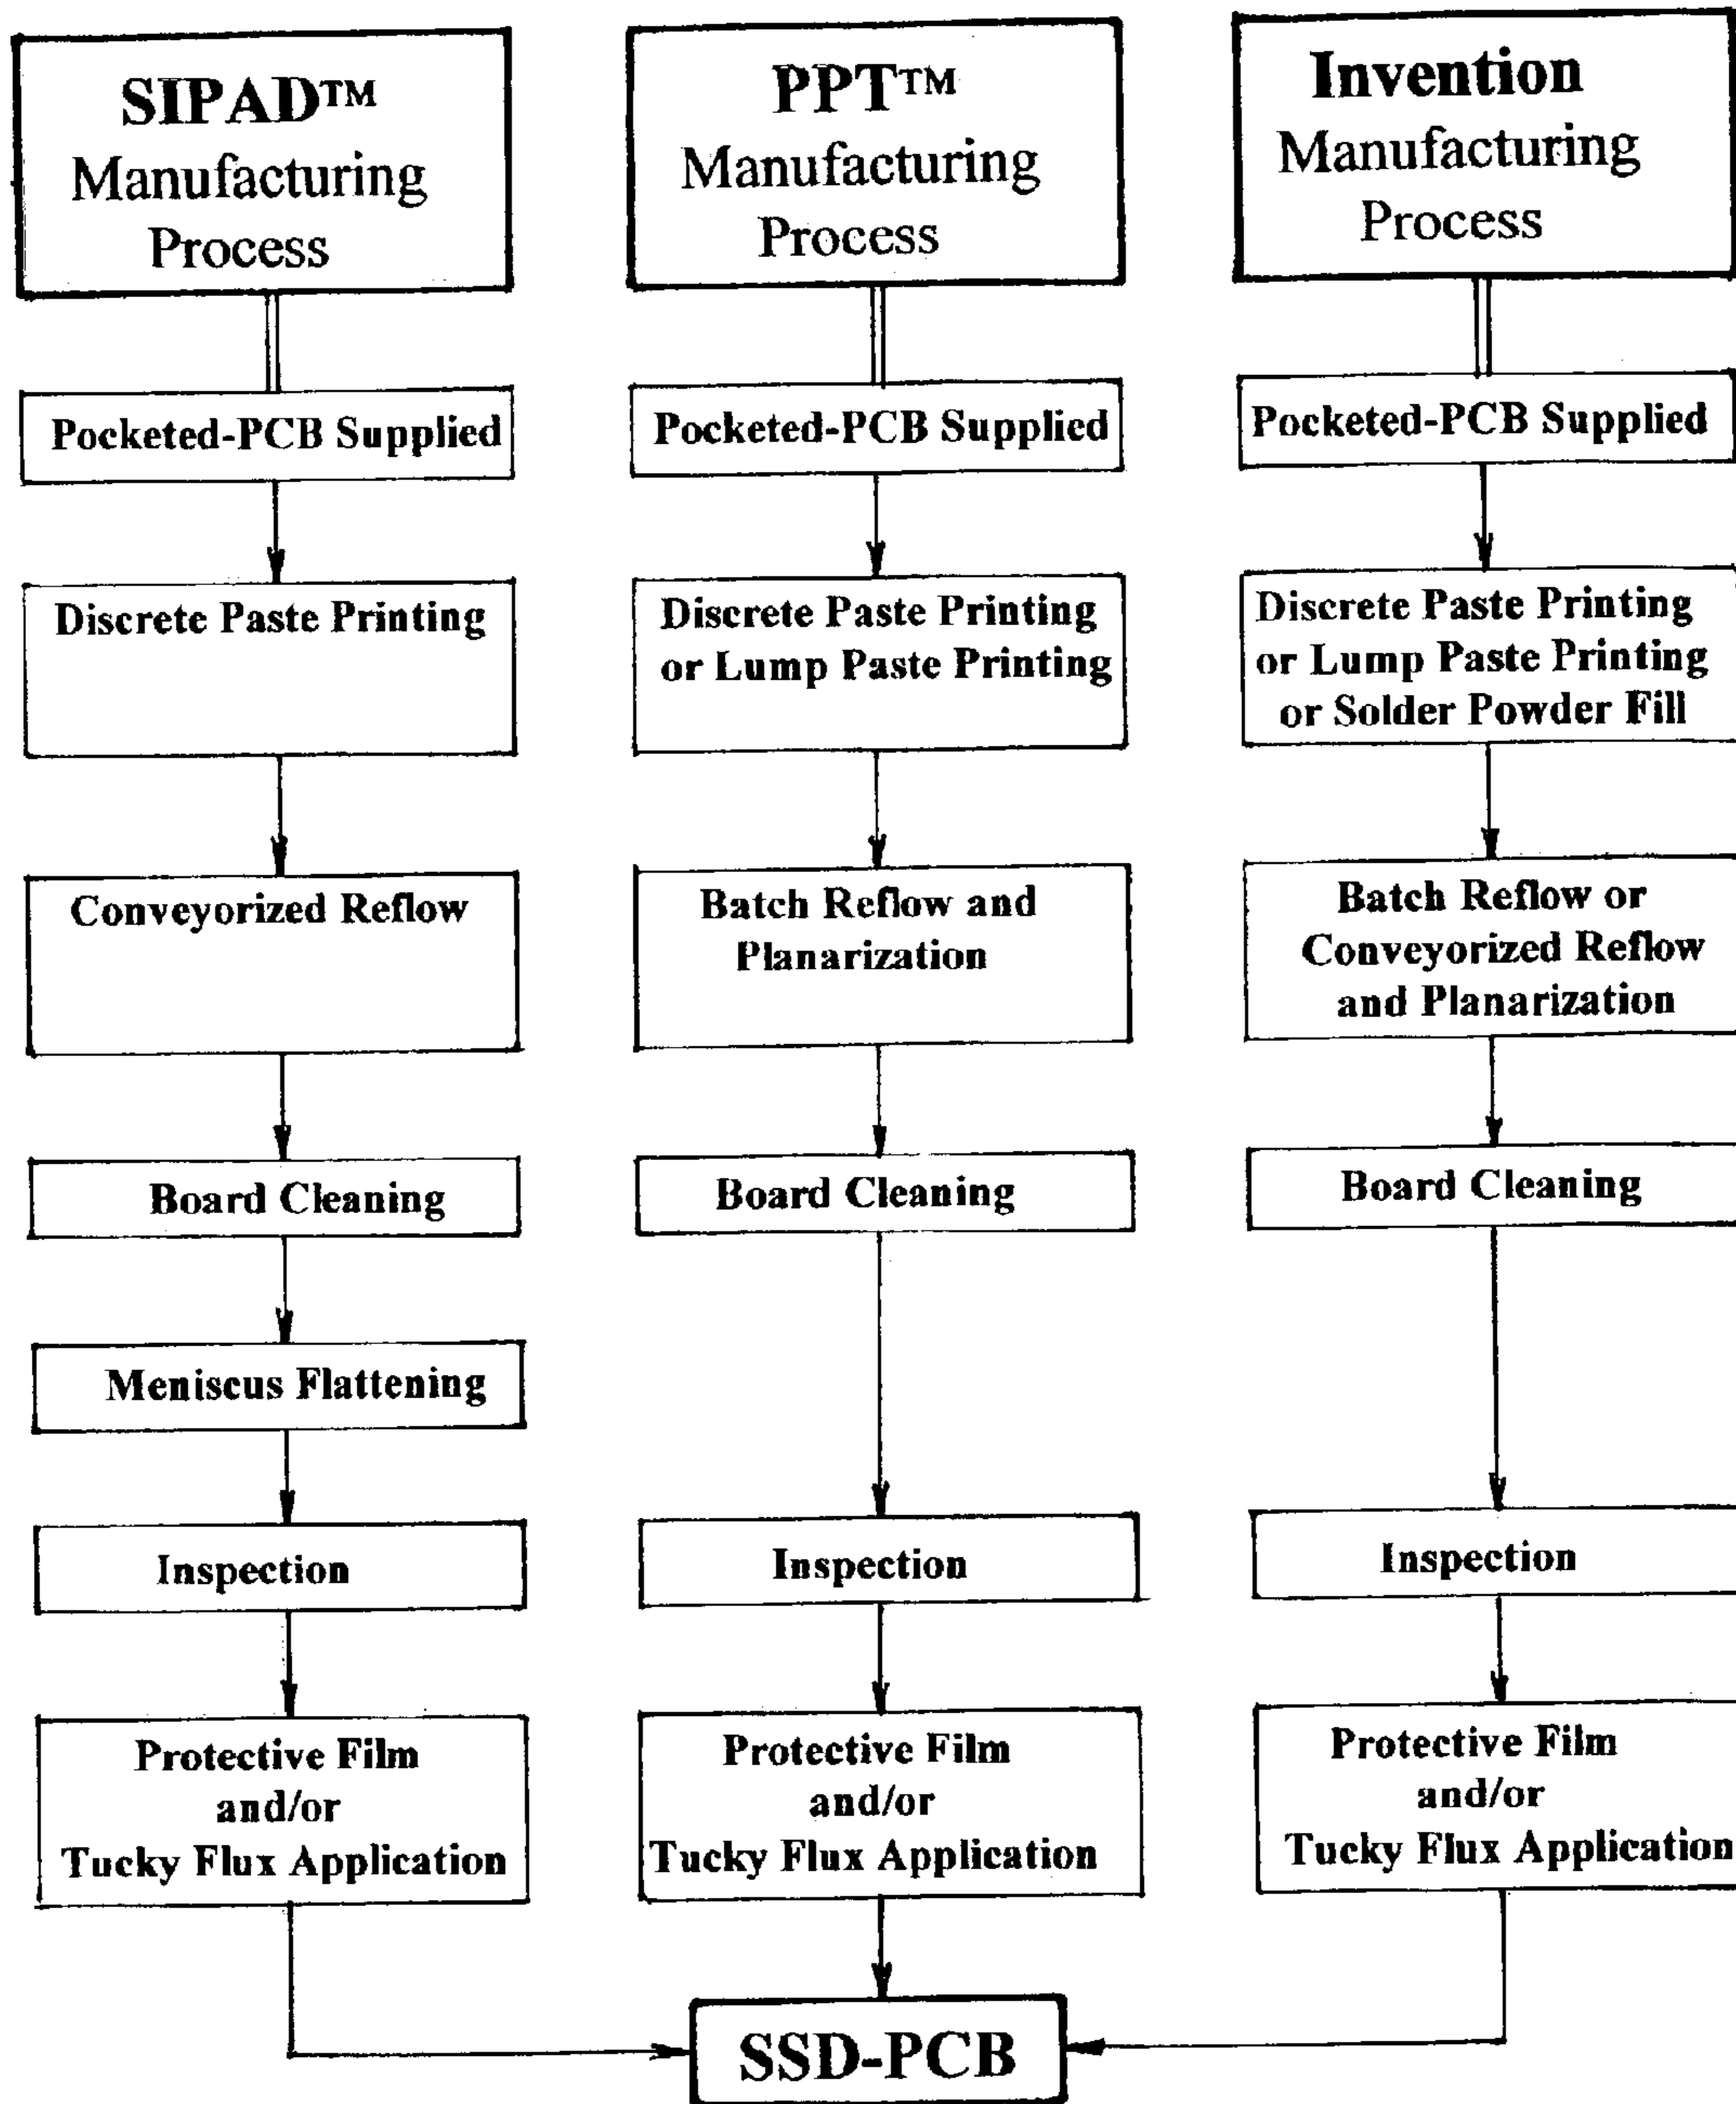 SIPAD™
Manufacturing
Process
Pocketed-PCB Supplied
Discrete Paste Printing
Conveyorized Reflow
Board Cleaning
Meniscus Flattening
Inspection
Protective Film
and/or
Tucky Flux Application
PPT™
Manufacturing
Process
Pocketed-PCB Supplied
Discrete Paste Printing
or Lump Paste Printing
Batch Reflow and
Planarization
Board Cleaning
Inspection
Protective Film
and/or
Tucky Flux Application
Invention
Manufacturing
Process
Pocketed-PCB Supplied
Discrete Paste Printing
or Lump Paste Printing
or Solder Powder Fill
Batch Reflow or
Conveyorized Reflow
and Planarization
Board Cleaning
Inspection
Protective Film
and/or
Tucky Flux Application
SSD-PCB